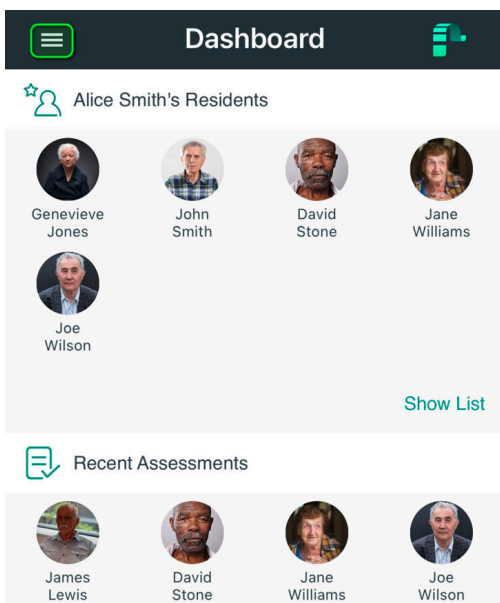 Dashboard
Alice Smith's Residents
Genevieve
Jones
John
Smith
David
Stone
Jane
Williams
Joe
Wilson
Show List
Recent Assessments
James
Lewis
David
Stone
Jane
Williams
Joe
Wilson